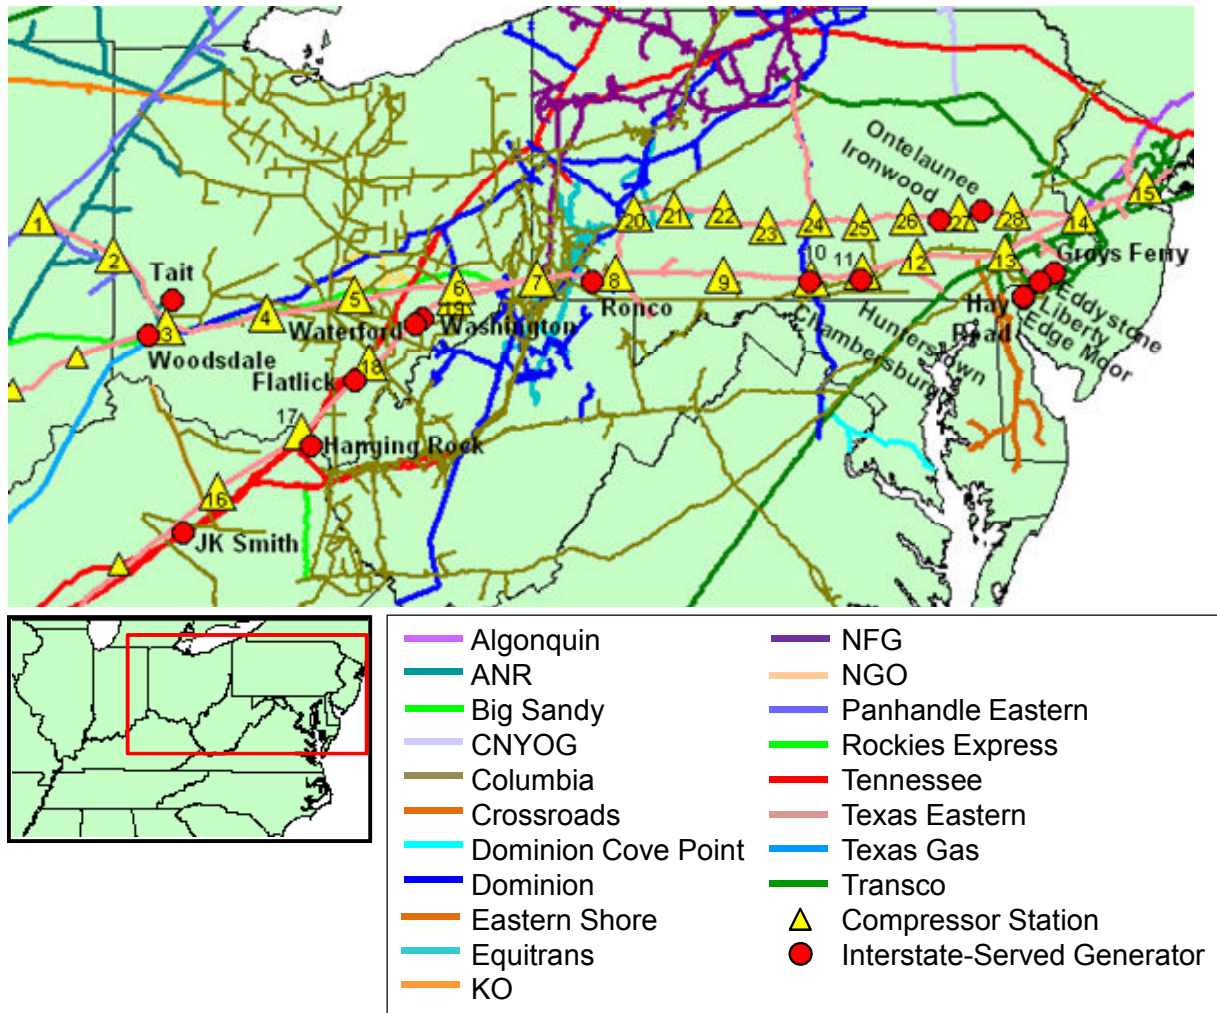 Ontelaunee
Ironwood
15
1
20
21
22
23
24
25
26
27
28
14
2
10
11
12
13
Tait
Grays Ferry
5
6
7
8
9
3
4
19
Waterford
Washington
Ronco
Hay
Road
Eddystone
Liberty
Edge Moor
Chambersburg
Hunterstown
Woodsdale
Flatlick
18
17
Hanging Rock
16
JK Smith
Algonquin
ANR
Big Sandy
CNYOG
Columbia
Crossroads
Dominion Cove Point
Dominion
Eastern Shore
Equitrans
KO
NFG
NGO
Panhandle Eastern
Rockies Express
Tennessee
Texas Eastern
Texas Gas
Transco
Compressor Station
Interstate-Served Generator